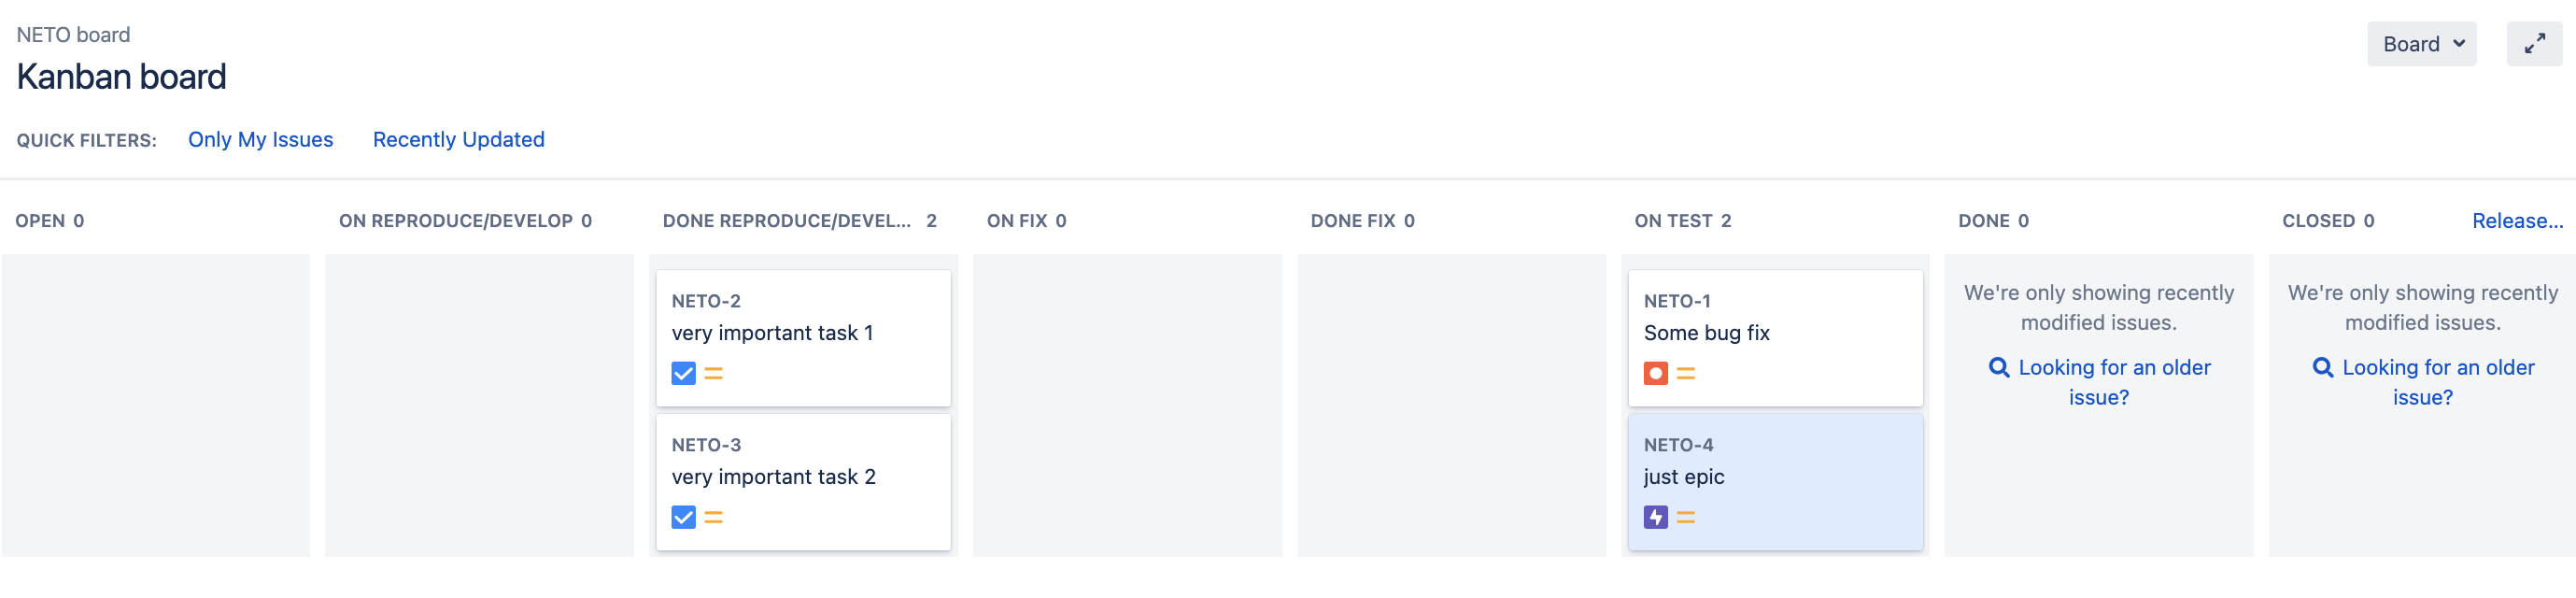 NETO board
Kanban board
Board
QUICK FILTERS: Only My Issues Recently Updated
OPEN 0
ON REPRODUCE/DEVELOP 0
DONE REPRODUCE/DEVEL... 2
ON FIX 0
DONE FIX 0
ON TEST 2
DONE 0
CLOSED 0
Release...
NETO-2
very important task 1
NETO-3
very important task 2
NETO-1
Some bug fix
NETO-4
just epic
We're only showing recently
modified issues.
Looking for an older
issue?
We're only showing recently
modified issues.
Looking for an older
issue?